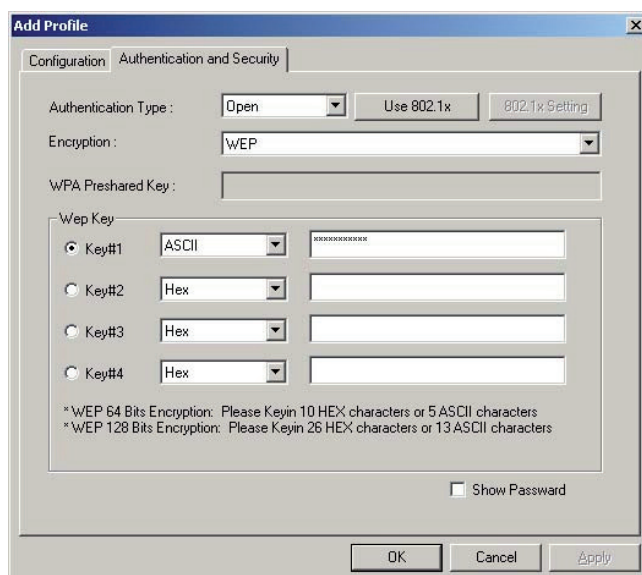 Add Profile
Configuration Authentication and Security
Authentication Type : Open Use 802.1x 802.1x Setting
Encryption : WEP
WPA Preshared Key :
Wep Key
Key#1 ASCII ***********
Key#2 Hex
Key#3 Hex
Key#4 Hex
* WEP 64 Bits Encryption: Please Keyin 10 HEX characters or 5 ASCII characters
* WEP 128 Bits Encryption: Please Keyin 26 HEX characters or 13 ASCII characters
Show Passward
OK Cancel Apply